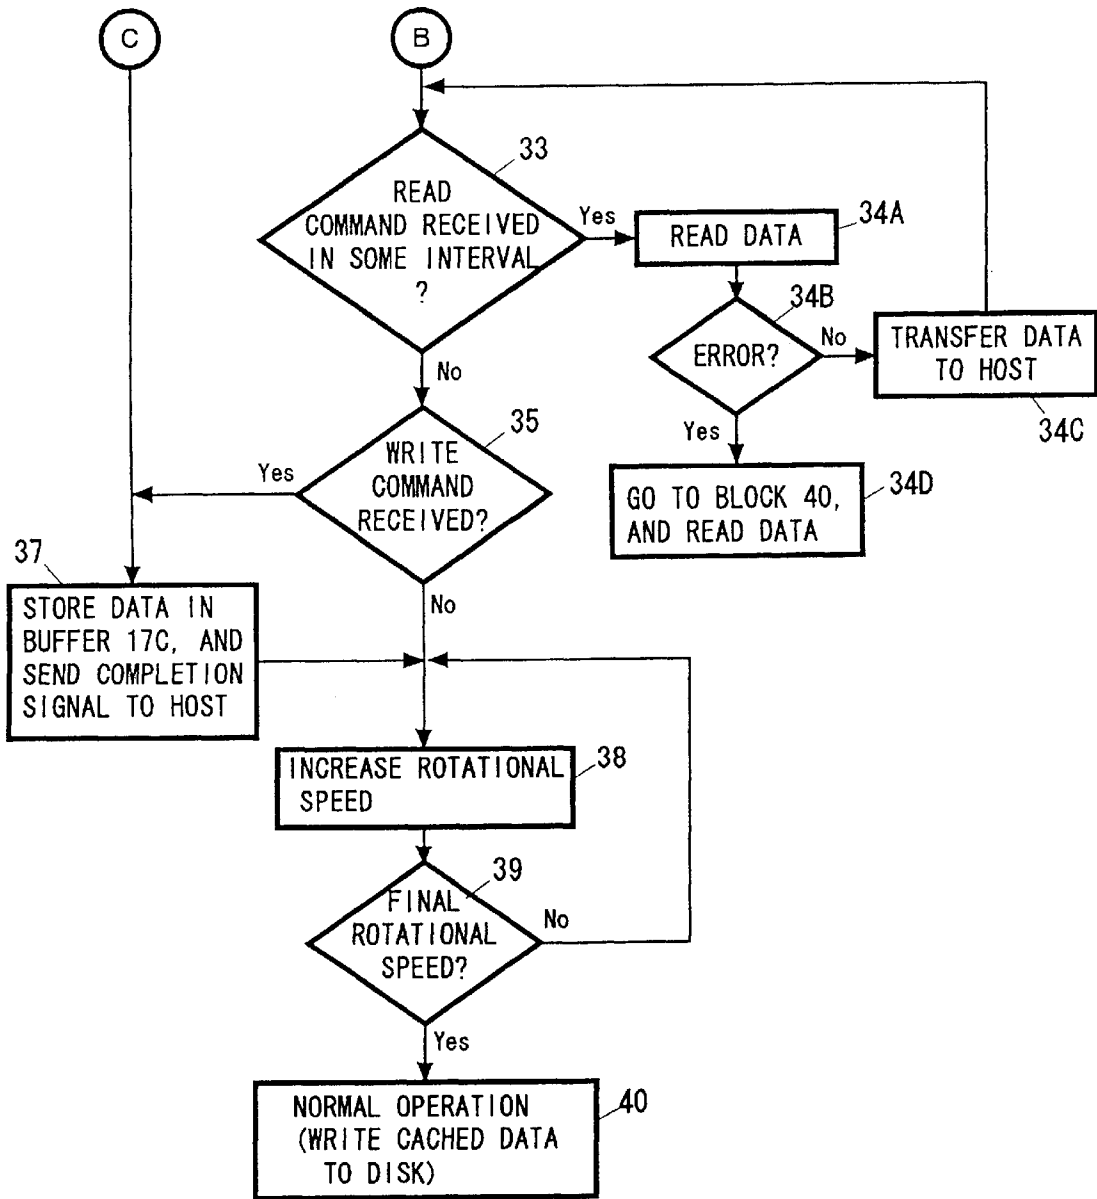 C
B
33
READ
COMMAND RECEIVED
IN SOME INTERVAL
?
Yes
READ DATA
34A
No
34B
ERROR?
No
TRANSFER DATA
TO HOST
34C
Yes
GO TO BLOCK 40,
AND READ DATA
34D
35
WRITE
COMMAND
RECEIVED?
Yes
No
37
STORE DATA IN
BUFFER 17C, AND
SEND COMPLETION
SIGNAL TO HOST
INCREASE ROTATIONAL
SPEED
38
39
FINAL
ROTATIONAL
SPEED?
No
Yes
NORMAL OPERATION
(WRITE CACHED DATA
TO DISK)
40